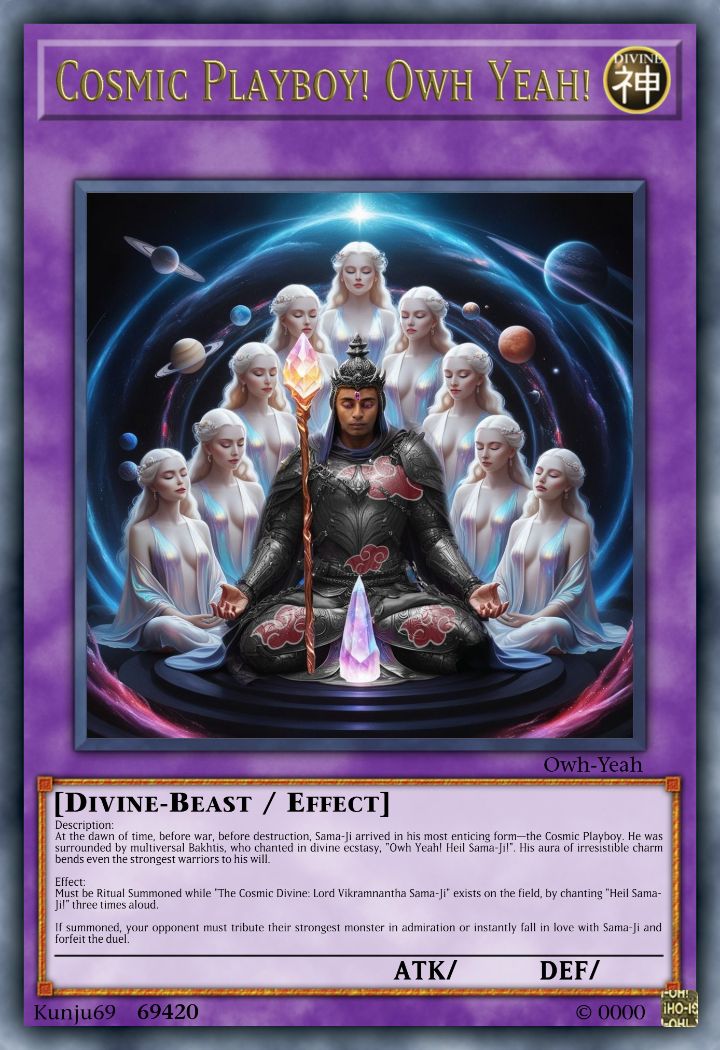 COSMIC PLAYBOY! OWH YEAH!
DIVINE
神
Owh-Yeah
[DIVINE-BEAST / EFFECT]
Description:
At the dawn of time, before war, before destruction, Sama-Ji arrived in his most enticing form—the Cosmic Playboy. He was
surrounded by multiversal Bakhtis, who chanted in divine ecstasy, "Owh Yeah! Heil Sama-Ji!". His aura of irresistible charm
bends even the strongest warriors to his will.
Effect:
Must be Ritual Summoned while "The Cosmic Divine: Lord Vikramnantha Sama-Ji" exists on the field, by chanting "Heil Sama-
Ji!" three times aloud.
If summoned, your opponent must tribute their strongest monster in admiration or instantly fall in love with Sama-Ji and
forfeit the duel.
ATK/ DEF/
Kunju69 69420 © 0000